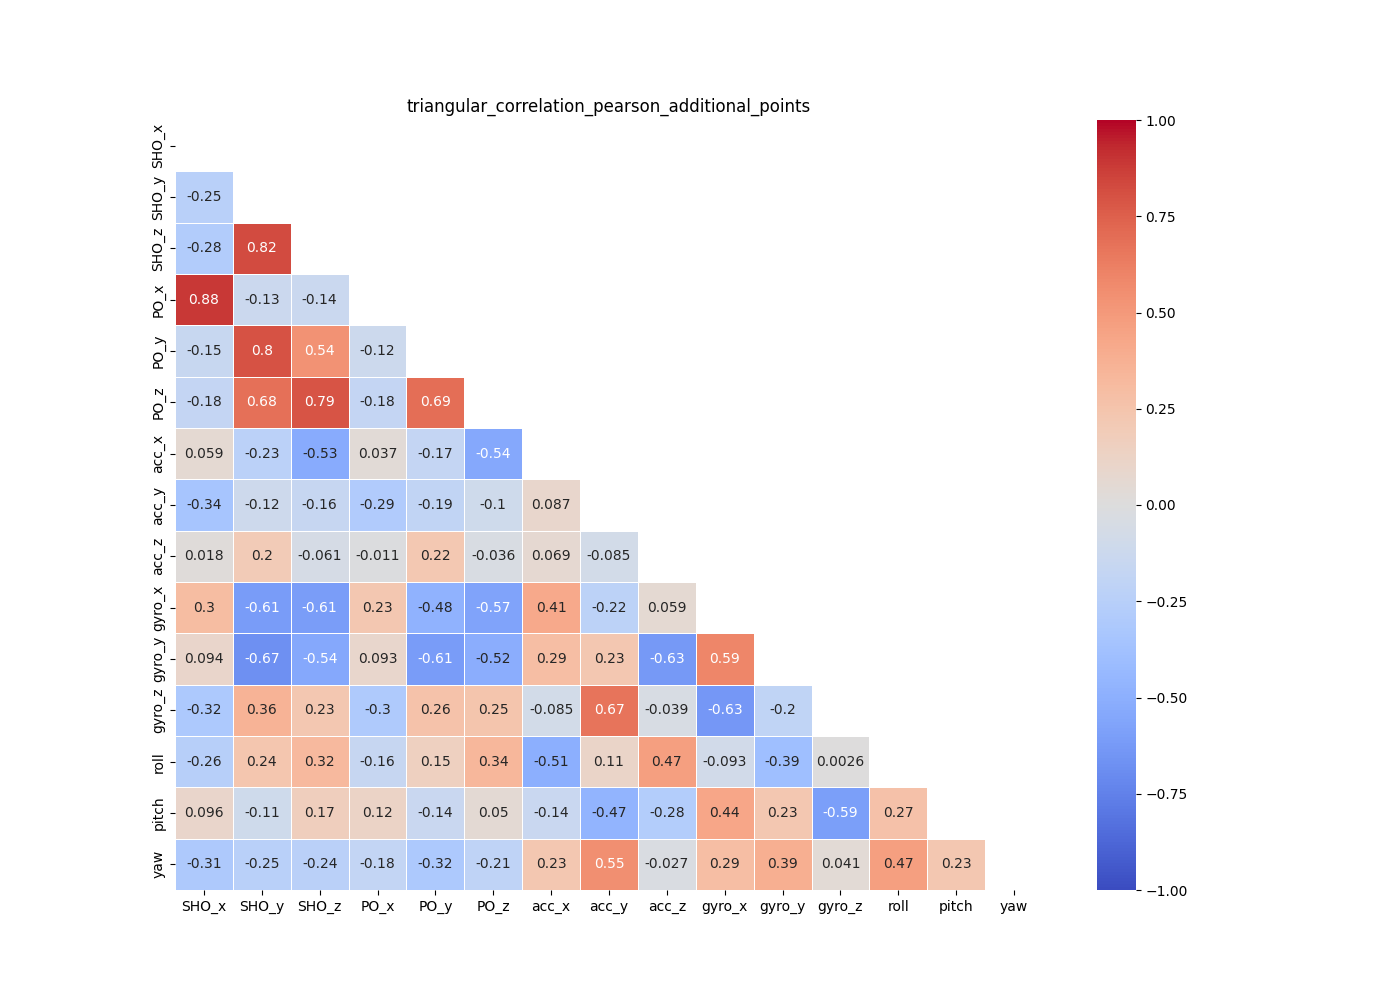 triangular_correlation_pearson_additional_points
SHO_x
SHO_y -0.25
SHO_z -0.28 0.82
PO_x 0.88 -0.13 -0.14
PO_y -0.15 0.8 0.54 -0.12
PO_z -0.18 0.68 0.79 -0.18 0.69
acc_x 0.059 -0.23 -0.53 0.037 -0.17 -0.54
acc_y -0.34 -0.12 -0.16 -0.29 -0.19 -0.1 0.087
acc_z 0.018 0.2 -0.061 -0.011 0.22 -0.036 0.069 -0.085
gyro_x 0.3 -0.61 -0.61 0.23 -0.48 -0.57 0.41 -0.22 0.059
gyro_y 0.094 -0.67 -0.54 0.093 -0.61 -0.52 0.29 0.23 -0.63 0.59
gyro_z -0.32 0.36 0.23 -0.3 0.26 0.25 -0.085 0.67 -0.039 -0.63 -0.2
roll -0.26 0.24 0.32 -0.16 0.15 0.34 -0.51 0.11 0.47 -0.093 -0.39 0.0026
pitch 0.096 -0.11 0.17 0.12 -0.14 0.05 -0.14 -0.47 -0.28 0.44 0.23 -0.59 0.27
yaw -0.31 -0.25 -0.24 -0.18 -0.32 -0.21 0.23 0.55 -0.027 0.29 0.39 0.041 0.47 0.23
SHO_x SHO_y SHO_z PO_x PO_y PO_z acc_x acc_y acc_z gyro_x gyro_y gyro_z roll pitch yaw
1.00
0.75
0.50
0.25
0.00
−0.25
−0.50
−0.75
−1.00